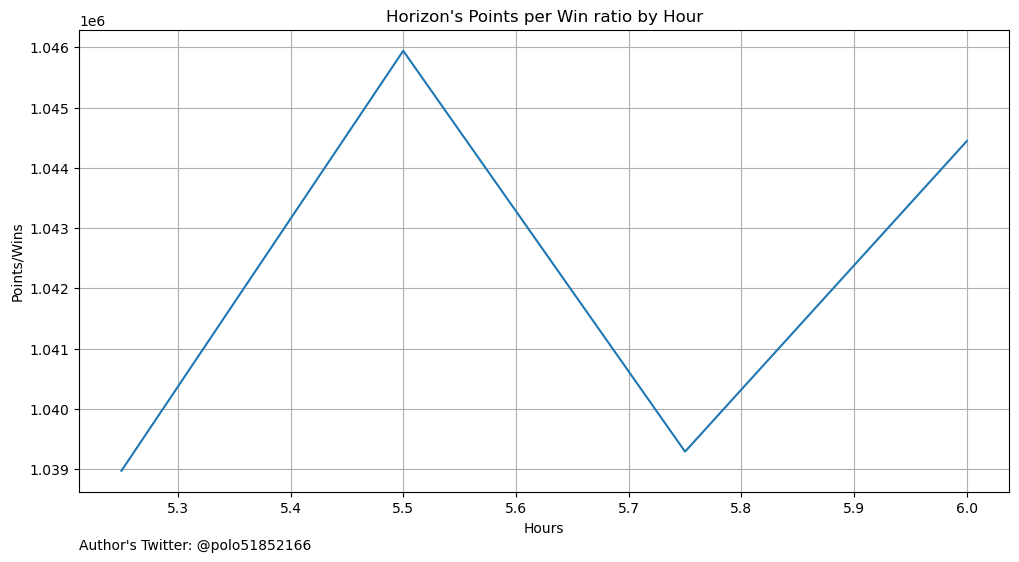 Horizon's Points per Win ratio by Hour
1e6
1.046
1.045
1.044
1.043
1.042
1.041
1.040
1.039
Points/Wins
5.3 5.4 5.5 5.6 5.7 5.8 5.9 6.0
Hours
Author's Twitter: @polo51852166